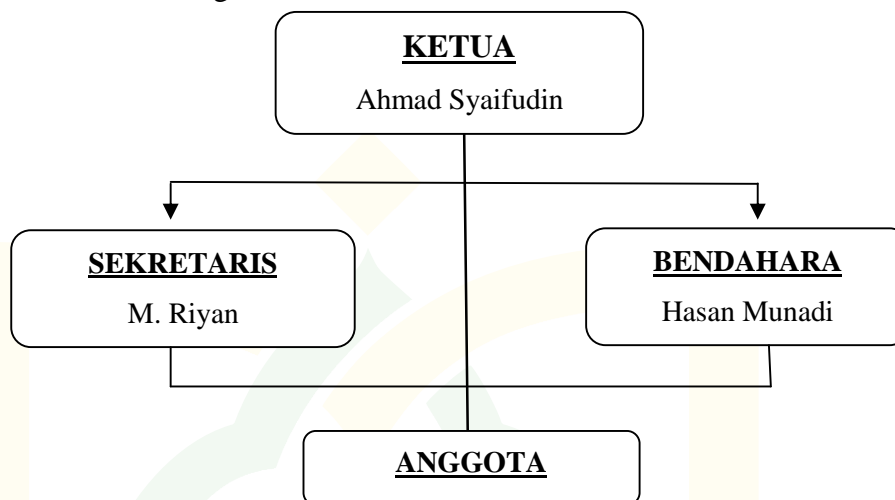 KETUA
Ahmad Syaifudin
SEKRETARIS
M. Riyan
BENDAHARA
Hasan Munadi
ANGGOTA